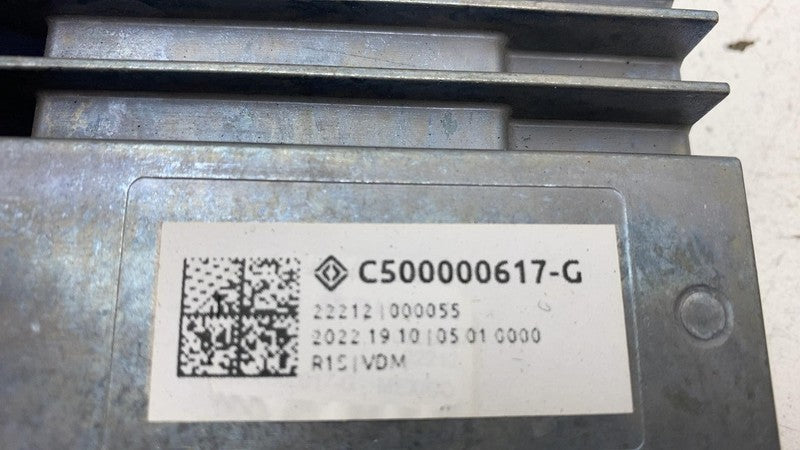 C500000617-G
22212 | 000055
2022.19.10 | 05.01.0000
R1S | VDM